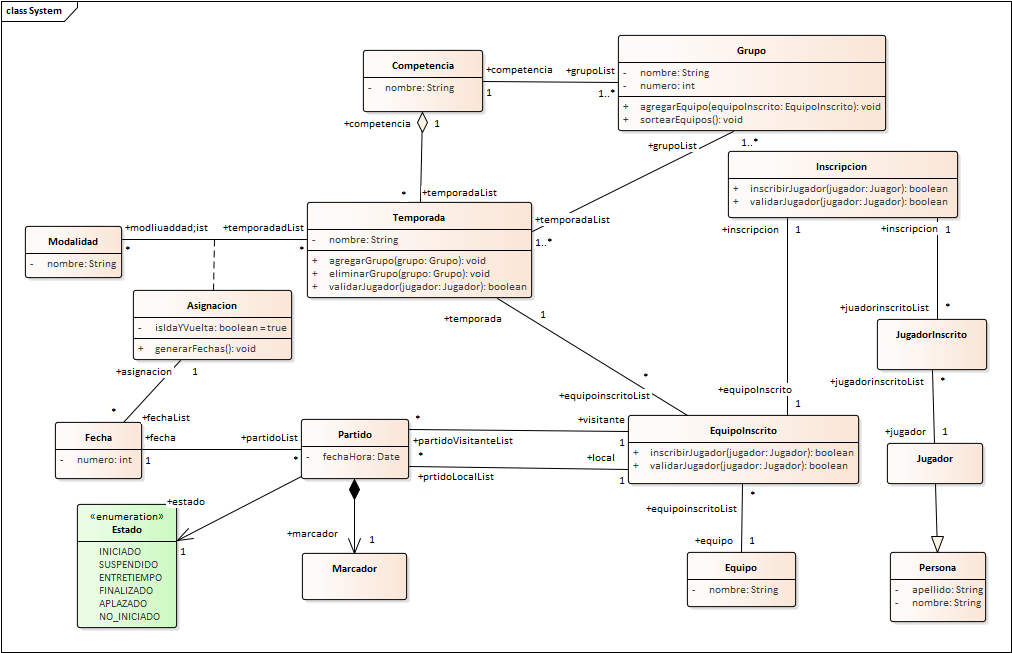 class System
Competencia
- nombre: String
+competencia
1
+grupoList
1..*
Grupo
- nombre: String
- numero: int
+ agregarEquipo(equipoInscrito: EquipoInscrito): void
+ sortearEquipos(): void
+competencia
1
*
+temporadaList
+grupoList
1..*
+temporadaList
1..*
Inscripcion
+ inscribirJugador(jugador: Juagor): boolean
+ validarJugador(jugador: Jugador): boolean
+inscripcion
1
+inscripcion
1
Temporada
- nombre: String
+ agregarGrupo(grupo: Grupo): void
+ eliminarGrupo(grupo: Grupo): void
+ validarJugador(jugador: Jugador): boolean
Modalidad
- nombre: String
+modliuaddad;ist
*
+temporadadList
*
Asignacion
- isIdaYVuelta: boolean = true
+ generarFechas(): void
+asignacion
1
*
+fechaList
+temporada
1
*
+equipoinscritoList
+juadorinscritoList
*
JugadorInscrito
+jugadorinscritoList
*
+equipoInscrito
1
+jugador
1
Fecha
- numero: int
+fecha
1
+partidoList
*
Partido
- fechaHora: Date
*
+partidoVisitanteList
+visitante
1
*
+prtidoLocalList
+local
1
EquipoInscrito
+ inscribirJugador(jugador: Jugador): boolean
+ validarJugador(jugador: Jugador): boolean
Jugador
*
+equipoinscritoList
+equipo
1
+estado
1
«enumeration»
Estado
INICIADO
SUSPENDIDO
ENTRETIEMPO
FINALIZADO
APLAZADO
NO_INICIADO
+marcador
1
Marcador
Equipo
- nombre: String
Persona
- apellido: String
- nombre: String